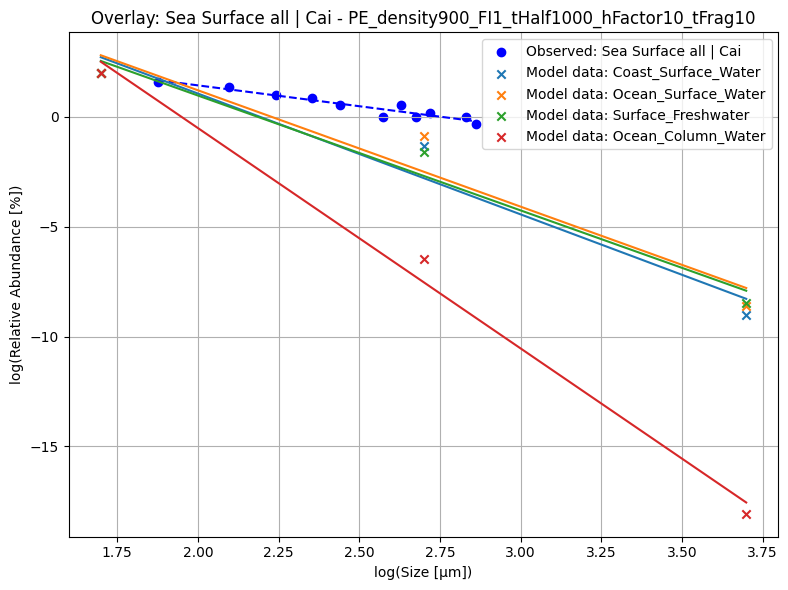 Overlay: Sea Surface all | Cai - PE_density900_FI1_tHalf1000_hFactor10_tFrag10
Observed: Sea Surface all | Cai
Model data: Coast_Surface_Water
Model data: Ocean_Surface_Water
Model data: Surface_Freshwater
Model data: Ocean_Column_Water
log(Relative Abundance [%])
0
−5
−10
−15
1.75 2.00 2.25 2.50 2.75 3.00 3.25 3.50 3.75
log(Size [μm])